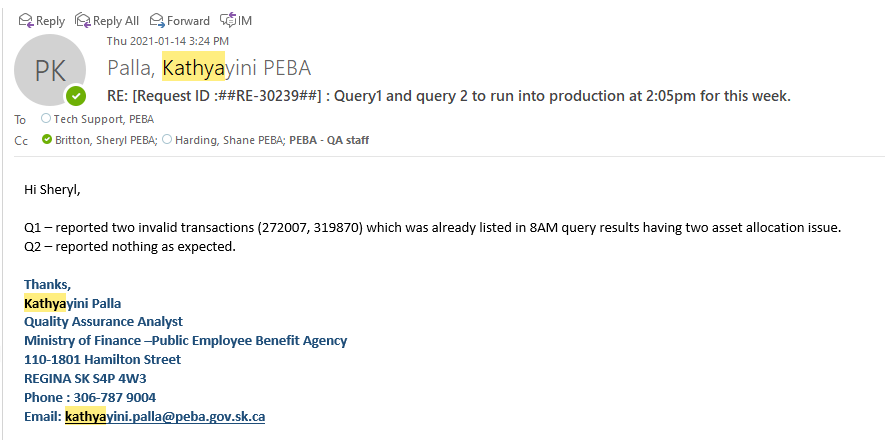 Reply Reply All Forward IM
Thu 2021-01-14 3:24 PM
PK
Palla, Kathyayini PEBA
RE: [Request ID :##RE-30239##] : Query1 and query 2 to run into production at 2:05pm for this week.
To Tech Support, PEBA
Cc Britton, Sheryl PEBA; Harding, Shane PEBA; PEBA - QA staff
Hi Sheryl,
Q1 – reported two invalid transactions (272007, 319870) which was already listed in 8AM query results having two asset allocation issue.
Q2 – reported nothing as expected.
Thanks,
Kathyayini Palla
Quality Assurance Analyst
Ministry of Finance –Public Employee Benefit Agency
110-1801 Hamilton Street
REGINA SK S4P 4W3
Phone : 306-787 9004
Email: kathyayini.palla@peba.gov.sk.ca